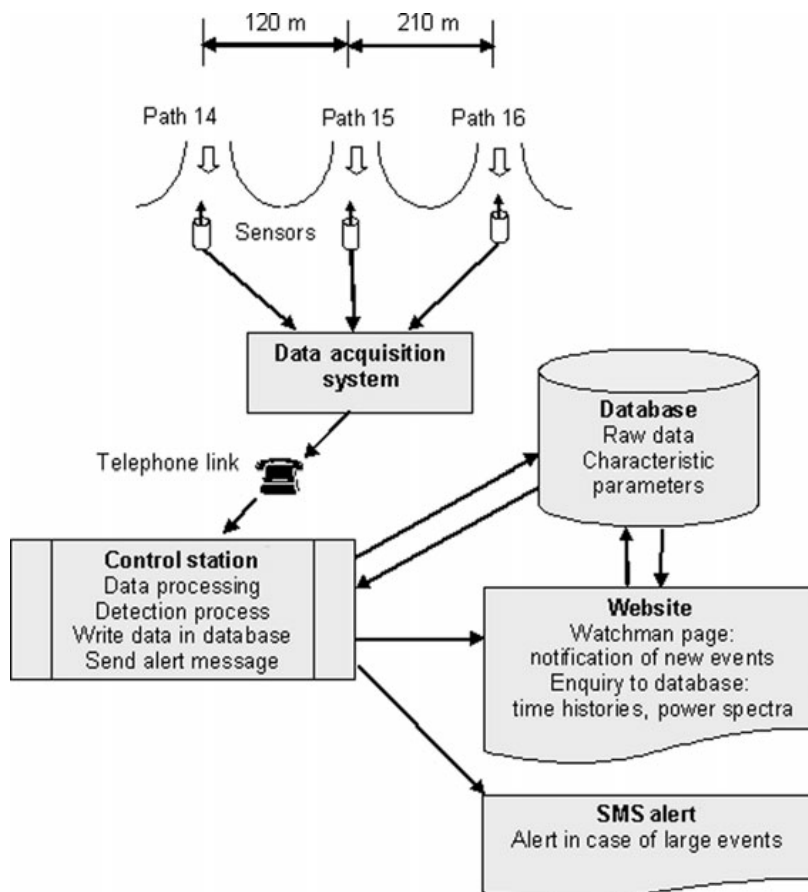 120 m
210 m
Path 14
Path 15
Path 16
Sensors
Data acquisition
system
Telephone link
Database
Raw data
Characteristic
parameters
Control station
Data processing
Detection process
Write data in database
Send alert message
Website
Watchman page:
notification of new events
Enquiry to database:
time histories, power spectra
SMS alert
Alert in case of large events